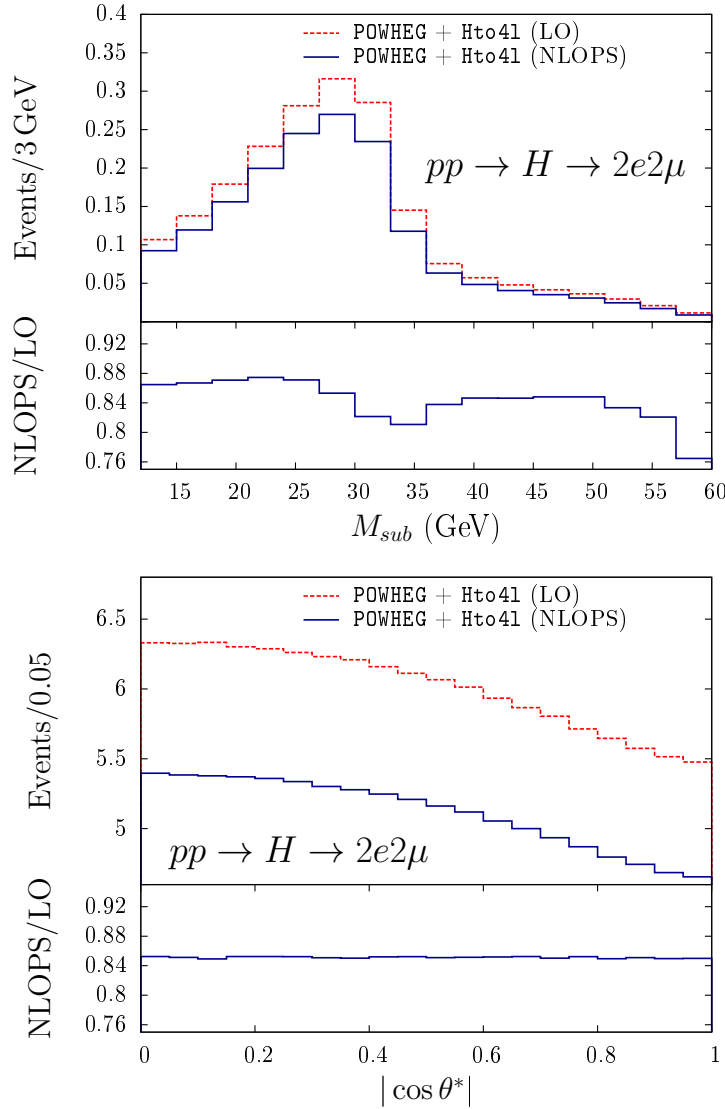 0.4
POWHEG + Hto4l (LO)
POWHEG + Hto4l (NLOPS)
0.35
0.3
0.25
0.2
0.15
0.1
0.05
Events/3 GeV
pp → H → 2e2μ
0.92
0.88
0.84
0.8
0.76
NLOPS/LO
15 20 25 30 35 40 45 50 55 60
M_sub (GeV)
POWHEG + Hto4l (LO)
POWHEG + Hto4l (NLOPS)
6.5
6
5.5
5
Events/0.05
pp → H → 2e2μ
0.92
0.88
0.84
0.8
0.76
NLOPS/LO
0 0.2 0.4 0.6 0.8 1
| cos θ*|